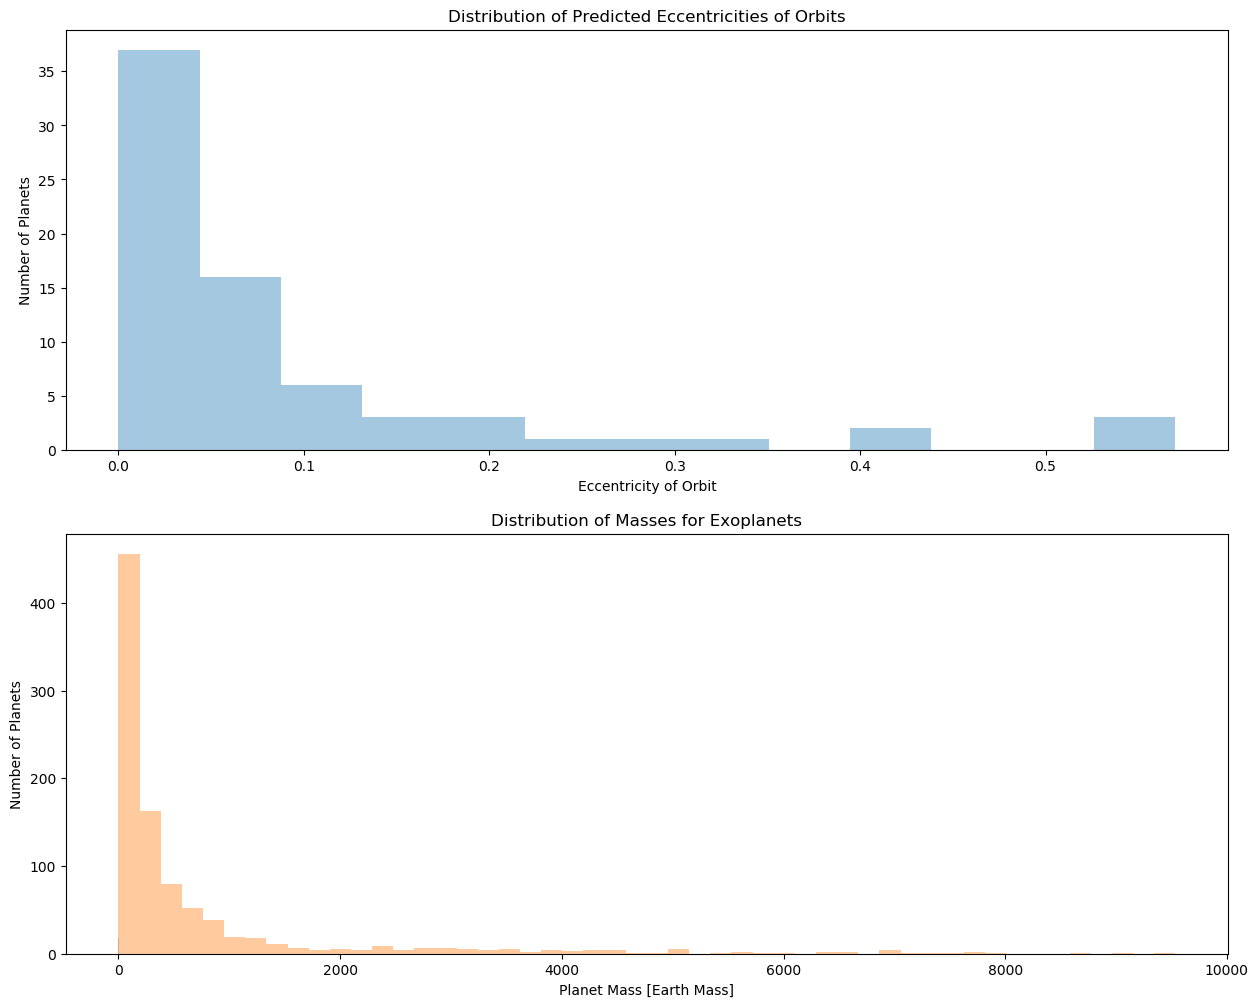 Distribution of Predicted Eccentricities of Orbits
Number of Planets
35
30
25
20
15
10
5
0
0.0 0.1 0.2 0.3 0.4 0.5
Eccentricity of Orbit
Distribution of Masses for Exoplanets
Number of Planets
400
300
200
100
0
0 2000 4000 6000 8000 10000
Planet Mass [Earth Mass]